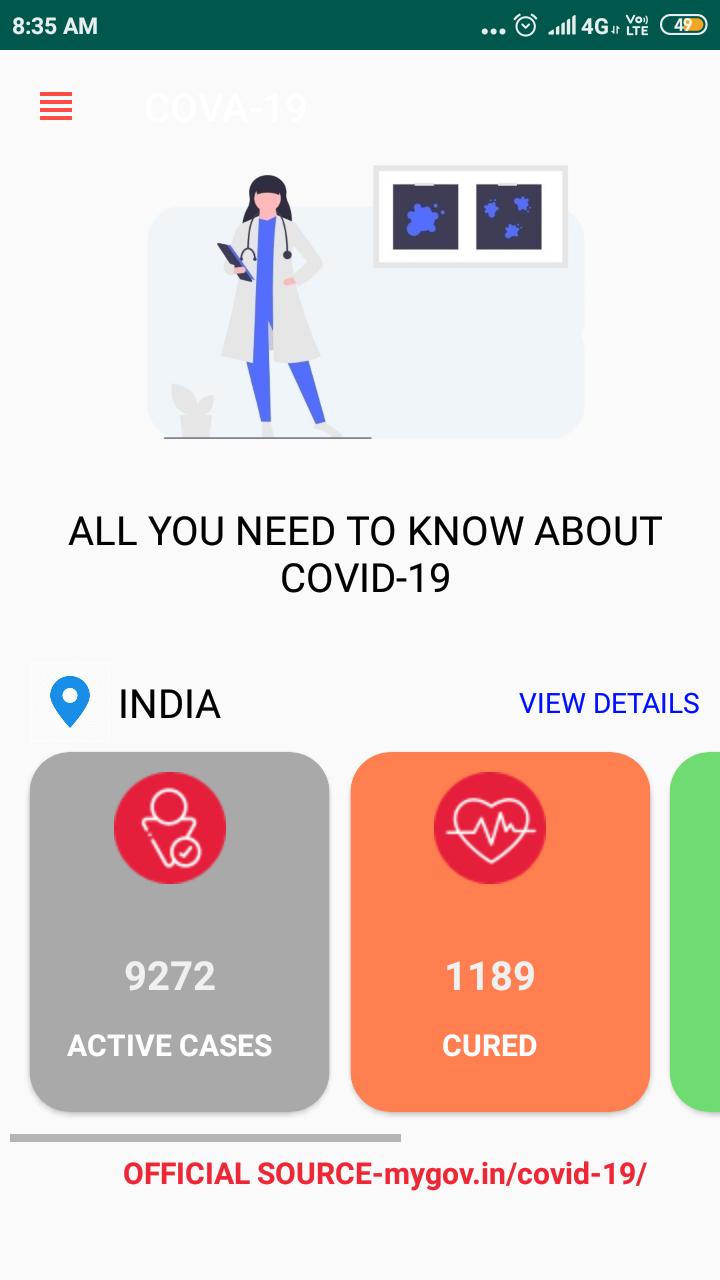 8:35 AM
4G
Vo))
LTE
49
COVA-19
ALL YOU NEED TO KNOW ABOUT
COVID-19
INDIA
VIEW DETAILS
9272
1189
ACTIVE CASES
CURED
OFFICIAL SOURCE-mygov.in/covid-19/